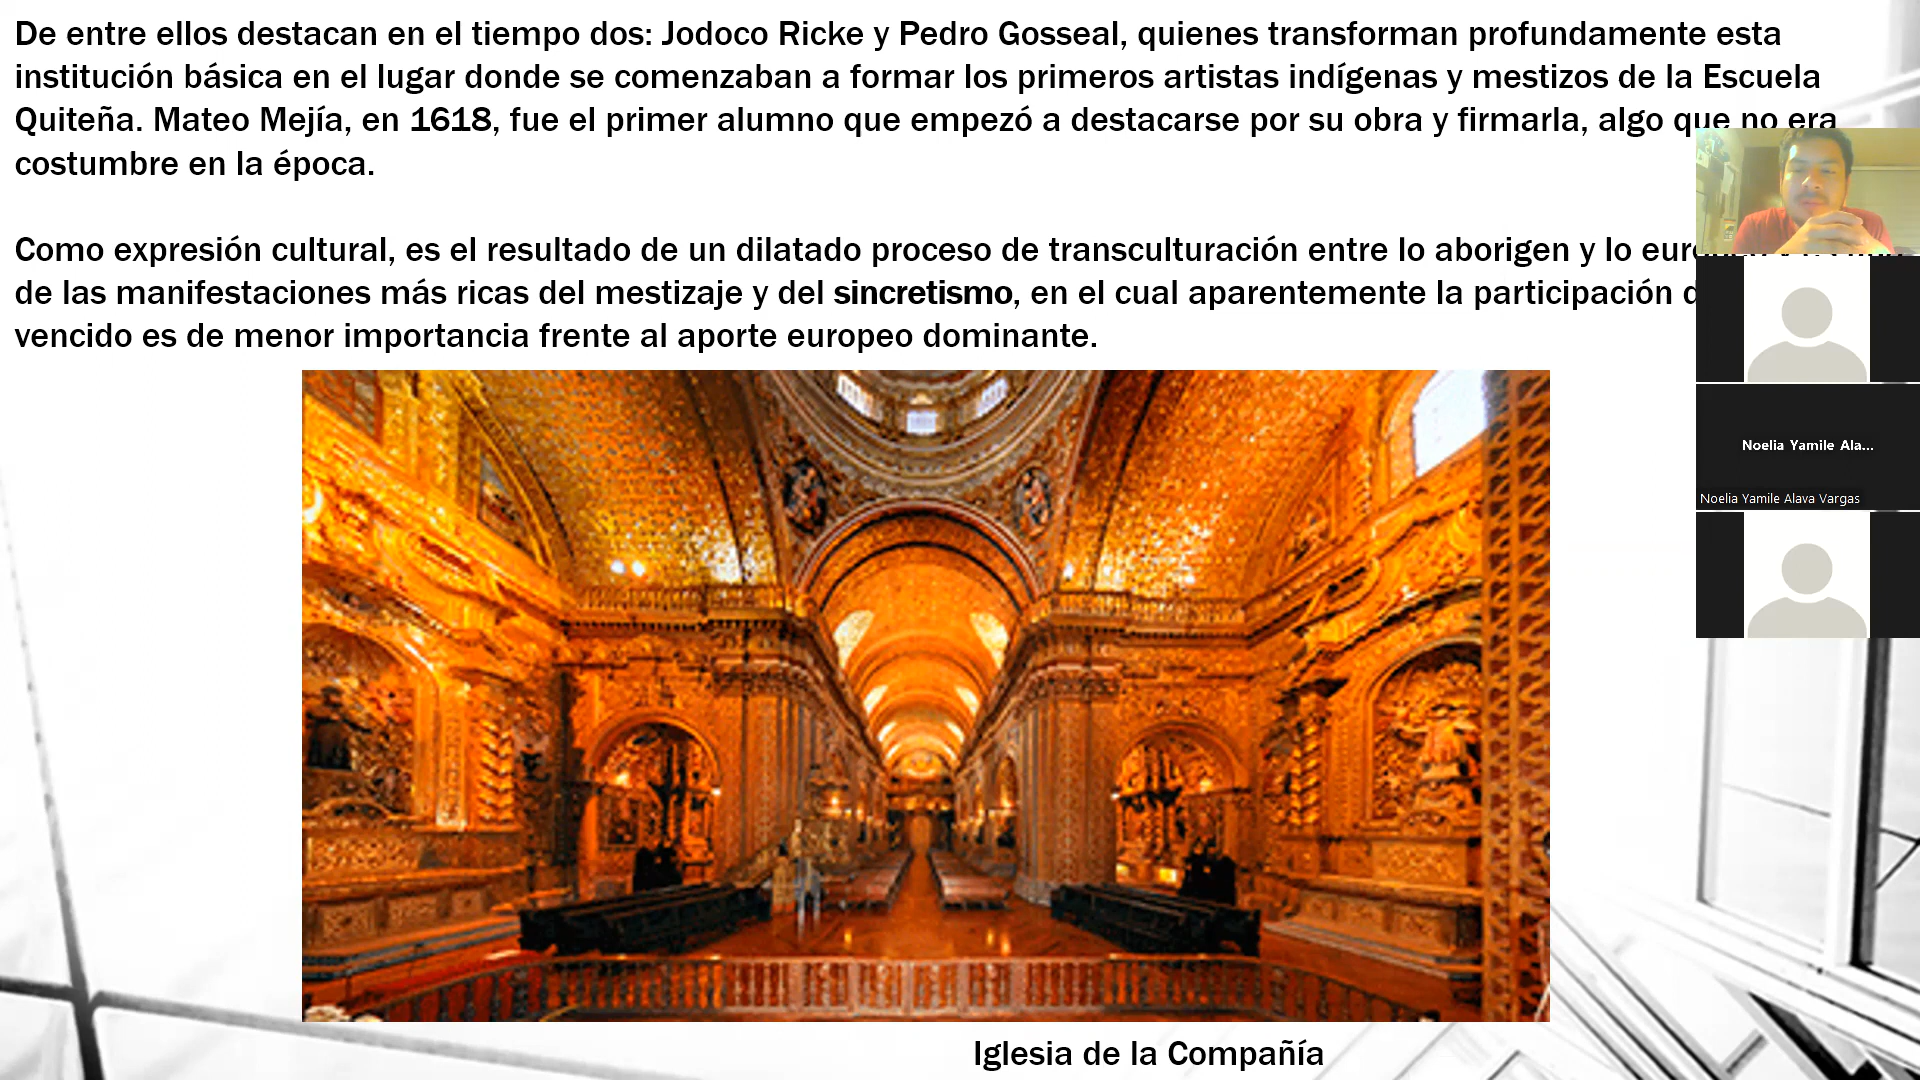 De entre ellos destacan en el tiempo dos: Jodoco Ricke y Pedro Gosseal, quienes transforman profundamente esta
institución básica en el lugar donde se comenzaban a formar los primeros artistas indígenas y mestizos de la Escuela
Quiteña. Mateo Mejía, en 1618, fue el primer alumno que empezó a destacarse por su obra y firmarla, algo que no era
costumbre en la época.
Como expresión cultural, es el resultado de un dilatado proceso de transculturación entre lo aborigen y lo
de las manifestaciones más ricas del mestizaje y del sincretismo, en el cual aparentemente la participación
vencido es de menor importancia frente al aporte europeo dominante.
Noelia Yamile Ala...
Noelia Yamile Alava Vargas
Iglesia de la Compañía